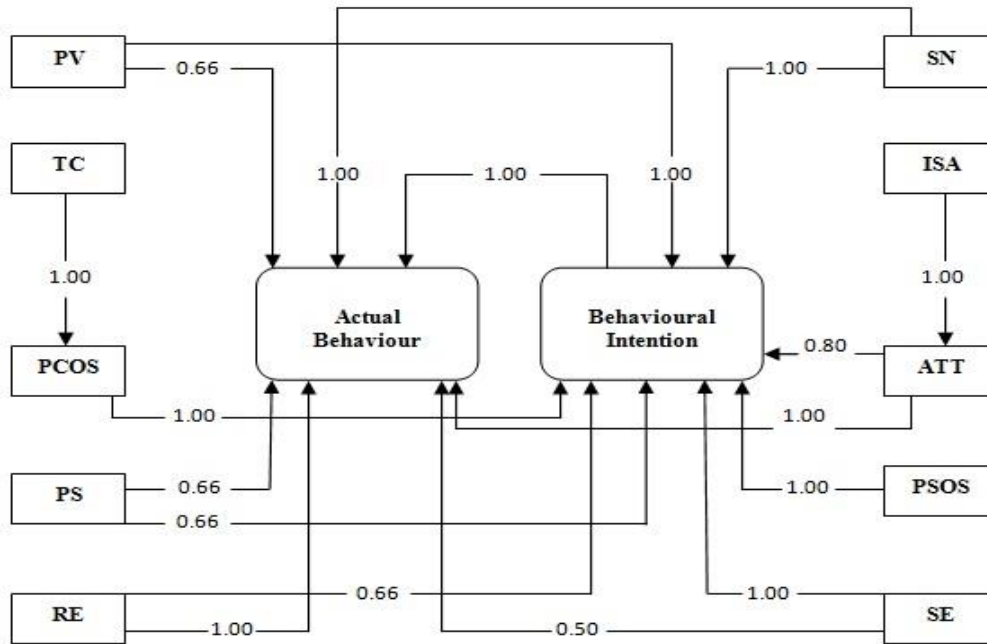 PV
0.66
1.00
SN
TC
1.00
1.00
1.00
ISA
1.00
1.00
Actual
Behaviour
Behavioural
Intention
0.80
PCOS
ATT
1.00
1.00
PS
0.66
0.66
1.00
PSOS
RE
0.66
1.00
1.00
0.50
SE